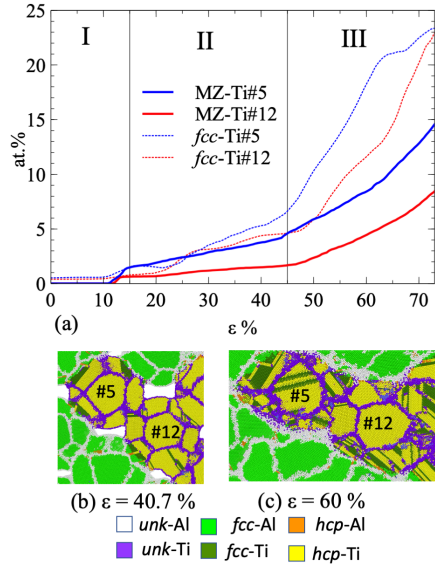 25
20
15
10
5
0
at.%
I
II
III
MZ-Ti#5
MZ-Ti#12
fcc-Ti#5
fcc-Ti#12
0 10 20 30 40 50 60 70
(a)
ε %
#5
#12
#5
#12
(b) ε = 40.7 %
(c) ε = 60 %
unk-Al fcc-Al hcp-Al
unk-Ti fcc-Ti hcp-Ti